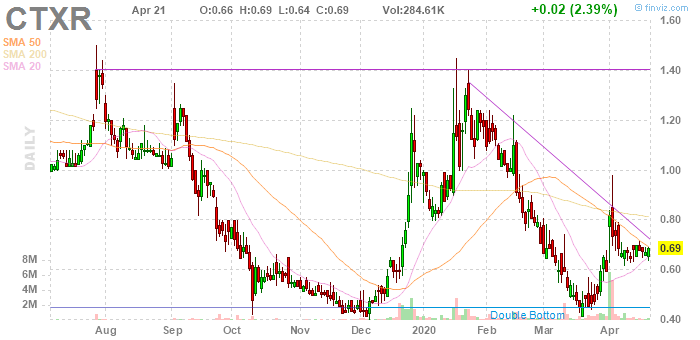 CTXR Apr 21 O:0.66 H:0.69 L:0.64 C:0.69 Vol:284.61K +0.02 (2.39%)
© finviz.com
SMA 50
SMA 200
SMA 20
DAILY
1.60
1.40
1.20
1.00
0.80
0.69
0.60
0.40
8M
6M
4M
2M
Double Bottom
Aug Sep Oct Nov Dec 2020 Feb Mar Apr